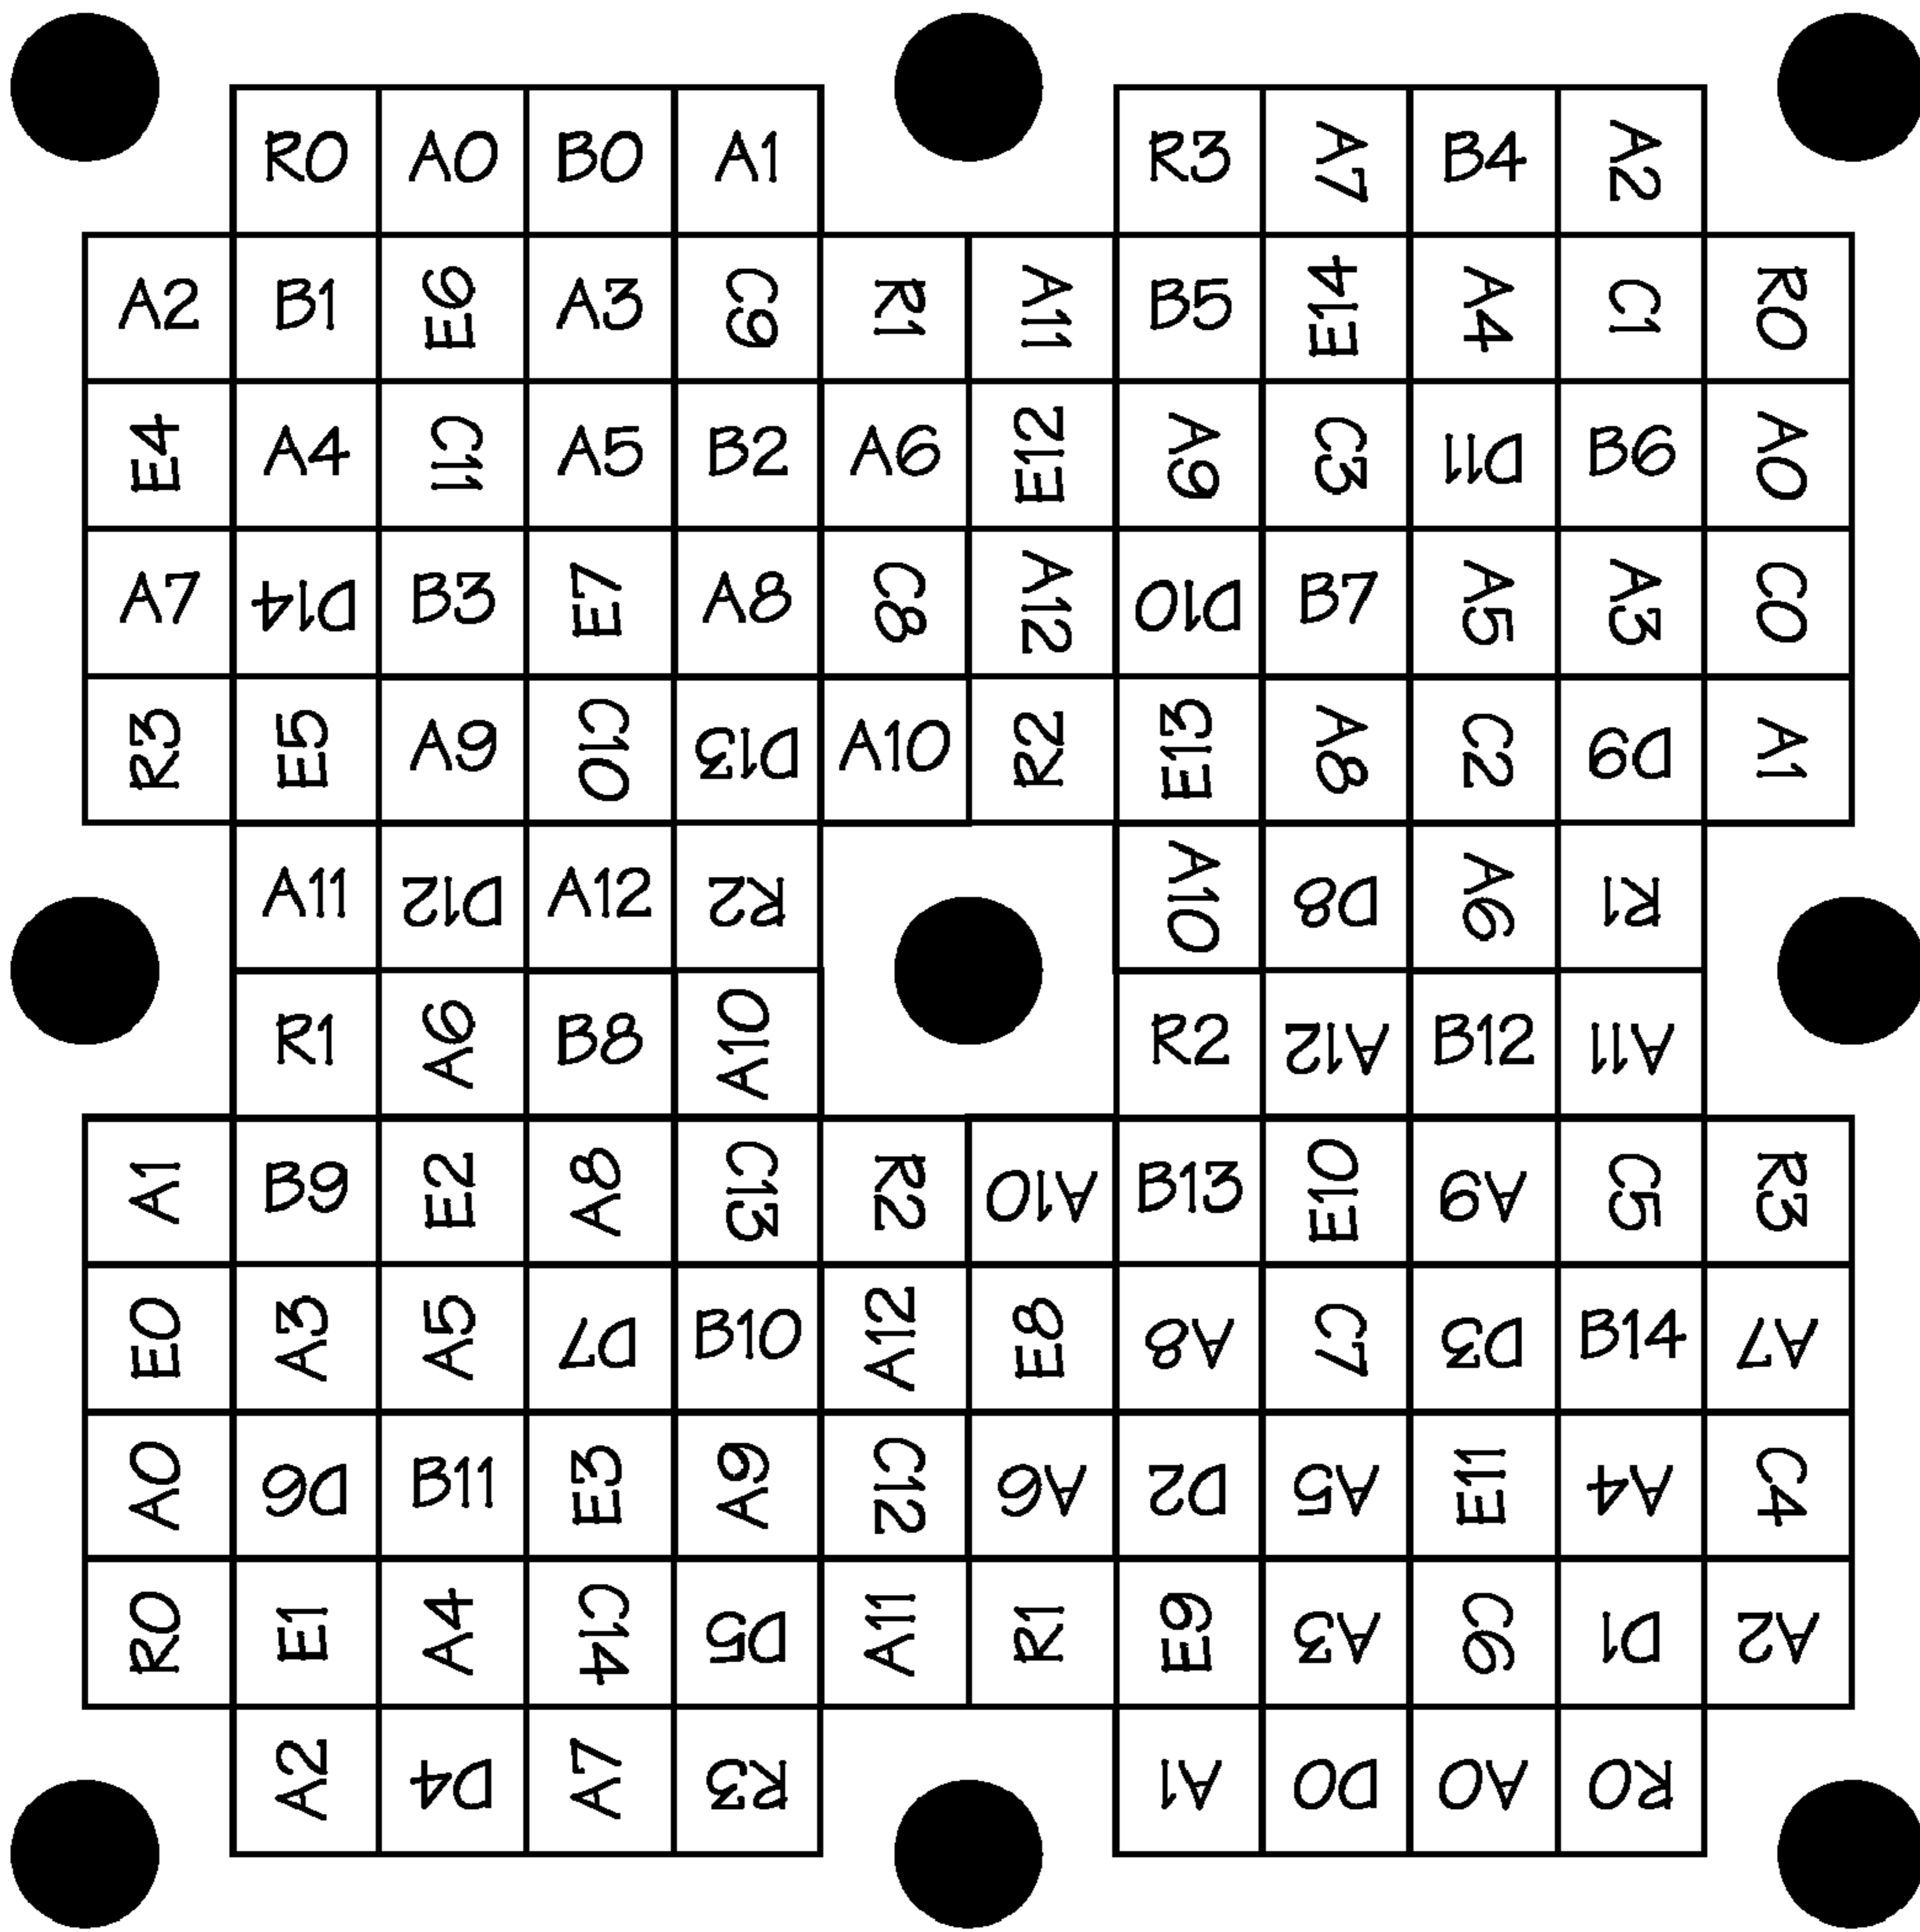 R0 A0 B0 A1 R3 A7 B4 A2
A2 B1 E6 A3 C9 R1 A11 B5 E14 A4 C1 R0
E4 A4 C11 A5 B2 A6 E12 A9 C3 D11 B6 A0
A7 D14 B3 E7 A8 C8 A12 D10 B7 A5 A3 C0
R3 E5 A9 C10 D13 A10 R2 E13 A8 C2 D9 A1
A11 D12 A12 R2 A10 D8 A6 R1
R1 A6 B8 A10 R2 A12 B12 A11
A1 B9 E2 A8 C13 R2 A10 B13 E10 A9 C5 R3
E0 A3 A5 D7 B10 A12 E8 A8 C7 D3 B14 A7
A0 D6 B11 E3 A9 C12 A6 D2 A5 E11 A4 C4
R0 E1 A4 C14 D5 A11 R1 E9 A3 C6 D1 A2
A2 D4 A7 R3 A1 D0 A0 R0